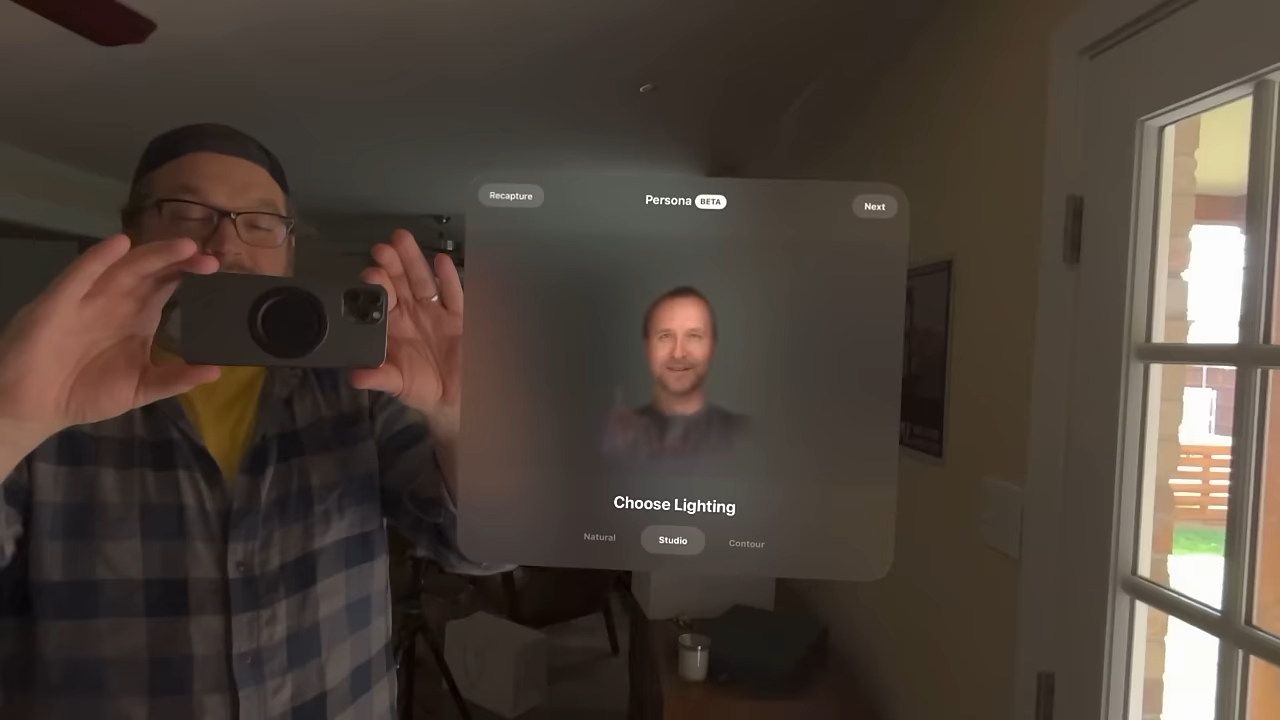 Recapture
Persona BETA
Next
Choose Lighting
Natural
Studio
Contour